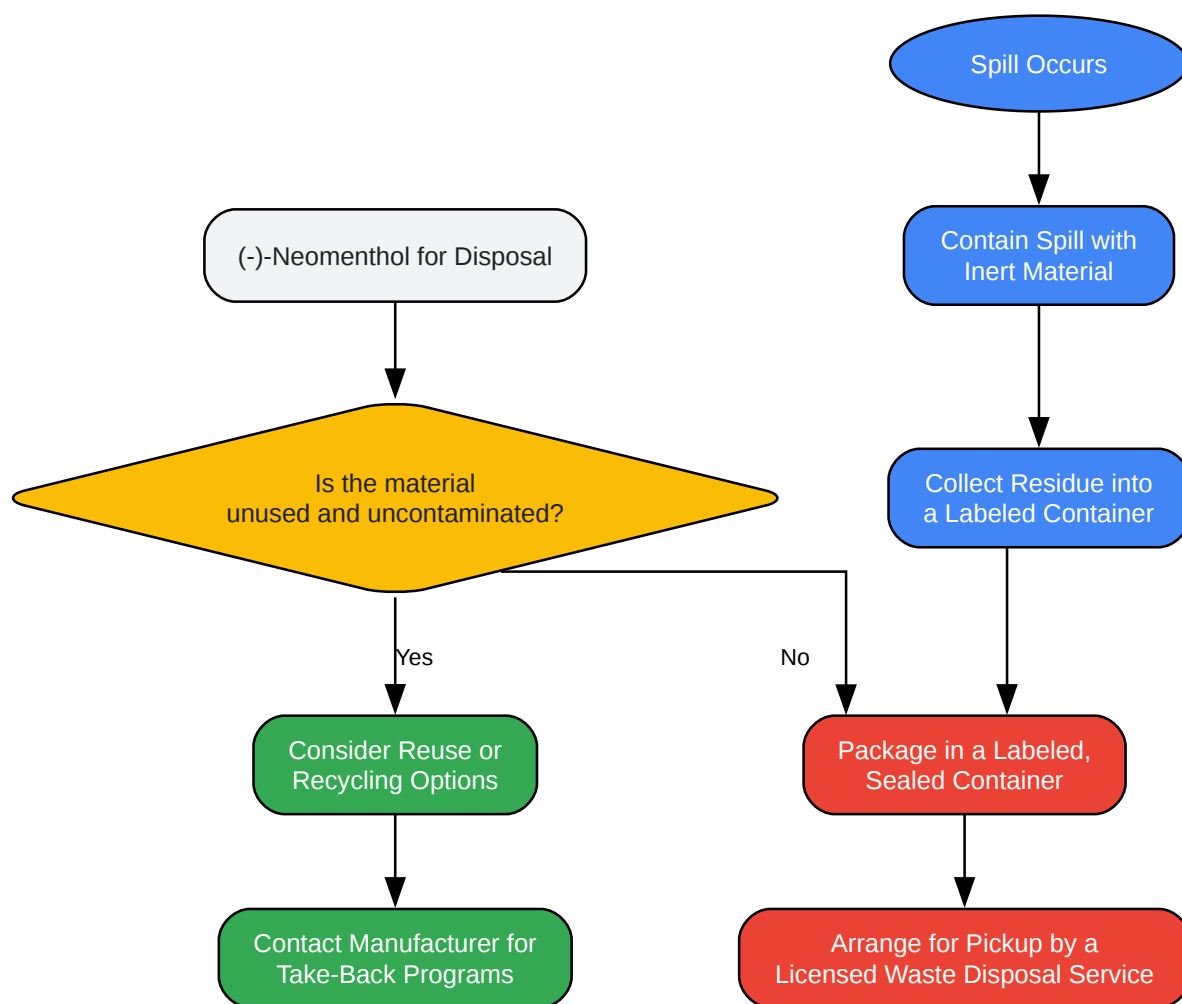 Spill Occurs
Contain Spill with
Inert Material
(-)-Neomenthol for Disposal
Is the material
unused and uncontaminated?
Collect Residue into
a Labeled Container
Yes
No
Consider Reuse or
Recycling Options
Package in a Labeled,
Sealed Container
Contact Manufacturer for
Take-Back Programs
Arrange for Pickup by a
Licensed Waste Disposal Service